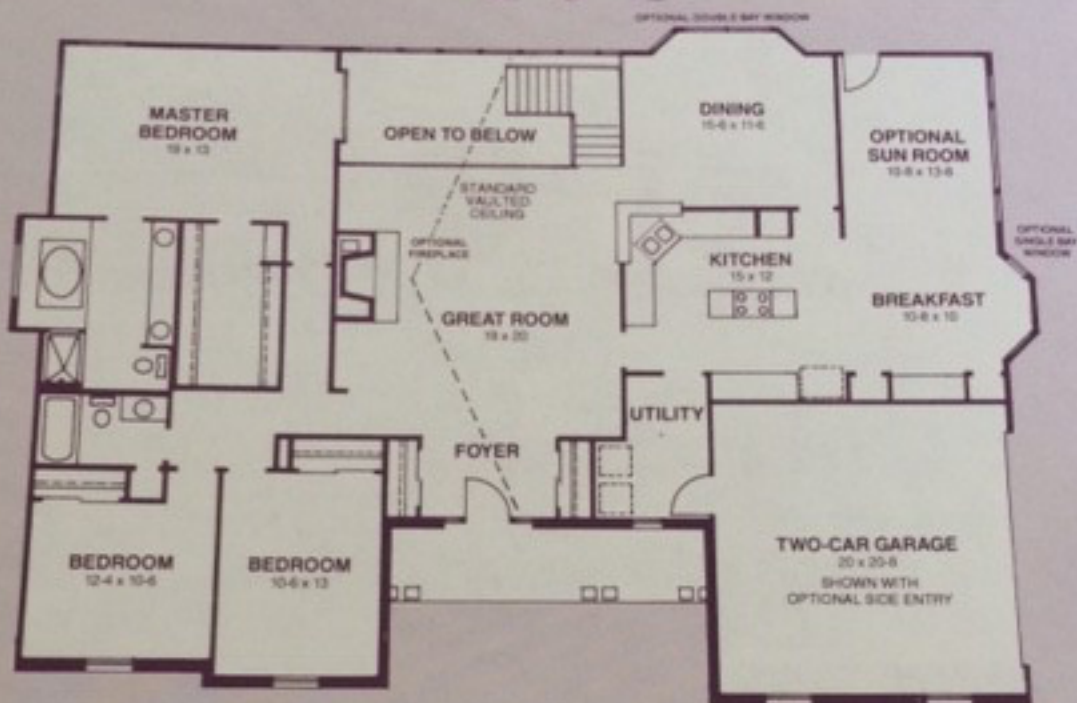 OPTIONAL DOUBLE BAY WINDOW
MASTER
BEDROOM
19 x 13
OPEN TO BELOW
DINING
15-6 x 11-6
OPTIONAL
SUN ROOM
10-8 x 13-6
STANDARD
VAULTED
CEILING
OPTIONAL
FIREPLACE
OPTIONAL
SINGLE BAY
WINDOW
KITCHEN
15 x 12
GREAT ROOM
18 x 20
BREAKFAST
10-8 x 10
UTILITY
FOYER
BEDROOM
12-4 x 10-6
BEDROOM
10-6 x 13
TWO-CAR GARAGE
20 x 20-8
SHOWN WITH
OPTIONAL SIDE ENTRY